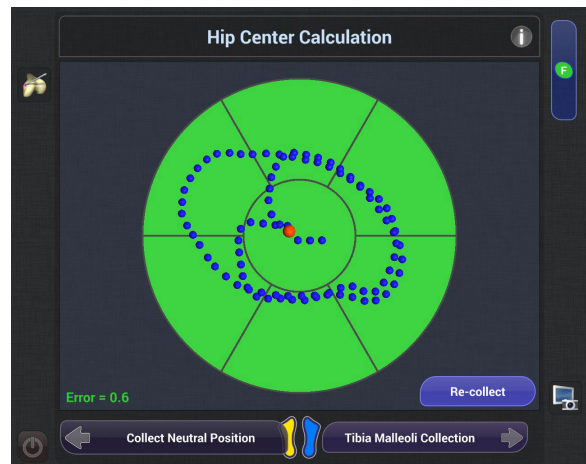 Hip Center Calculation
i
F
Error = 0.6
Re-collect
Collect Neutral Position
Tibia Malleoli Collection